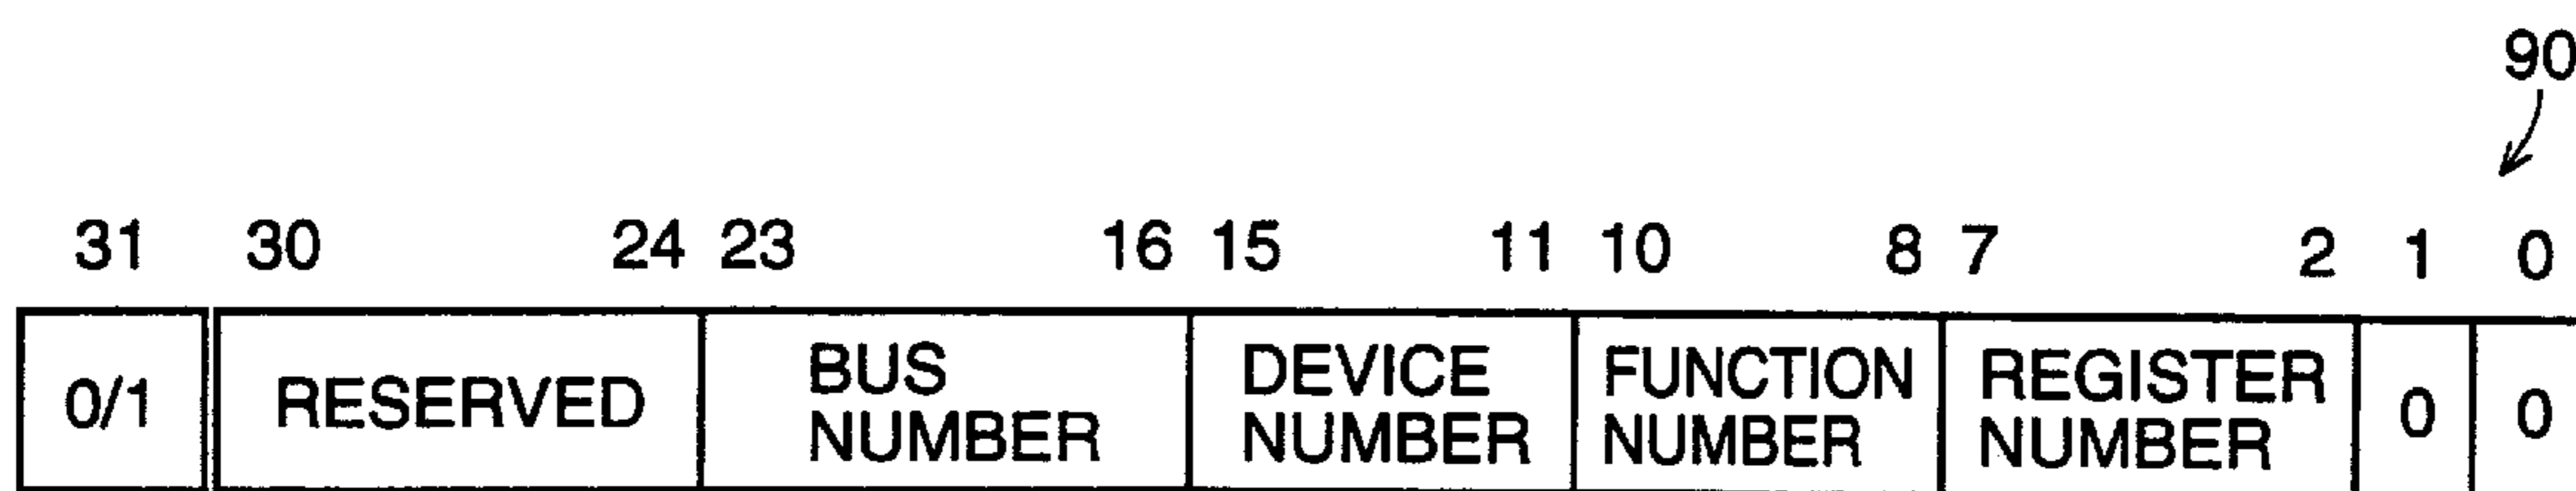 90
31 30 24 23 16 15 11 10 8 7 2 1 0
0/1 RESERVED BUS NUMBER DEVICE NUMBER FUNCTION NUMBER REGISTER NUMBER 0 0